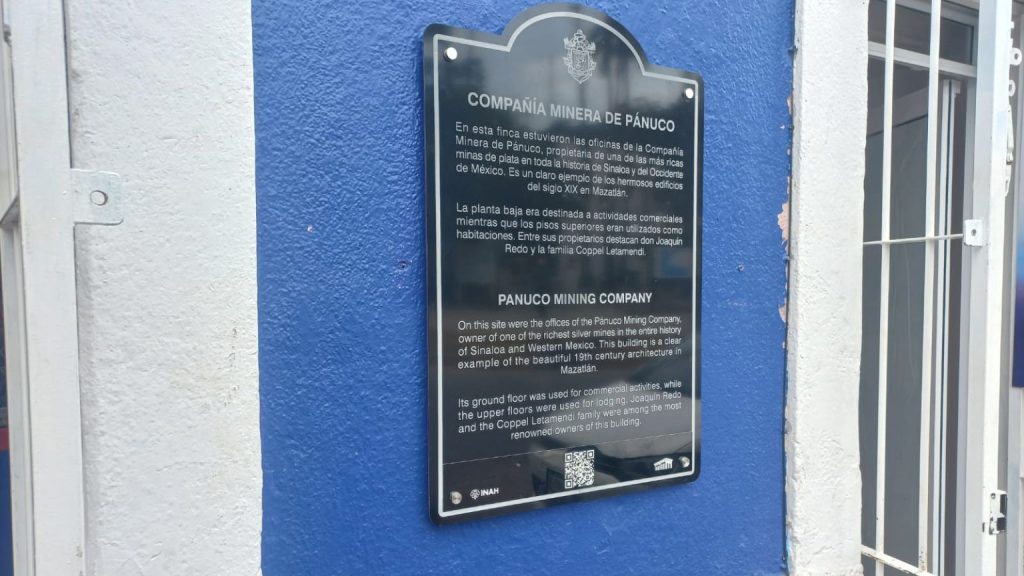 COMPAÑÍA MINERA DE PÁNUCO
En esta finca estuvieron las oficinas de la Compañía
Minera de Pánuco, propietaria de una de las más ricas
minas de plata en toda la historia de Sinaloa y del Occidente
de México. Es un claro ejemplo de los hermosos edificios
del siglo XIX en Mazatlán.
La planta baja era destinada a actividades comerciales
mientras que los pisos superiores eran utilizados como
habitaciones. Entre sus propietarios destacan don Joaquín
Redo y la familia Coppel Letamendi.
PANUCO MINING COMPANY
On this site were the offices of the Pánuco Mining Company,
owner of one of the richest silver mines in the entire history
of Sinaloa and Western Mexico. This building is a clear
example of the beautiful 19th century architecture in
Mazatlán.
Its ground floor was used for commercial activities, while
the upper floors were used for lodging. Joaquín Redo
and the Coppel Letamendi family were among the most
renowned owners of this building.
INAH